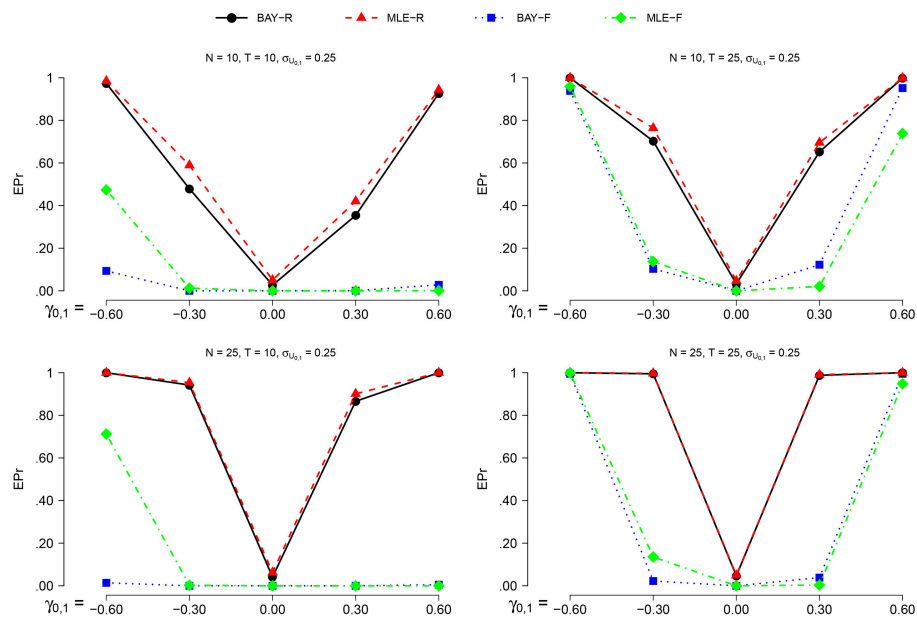 BAY−R MLE−R BAY−F MLE−F
N = 10, T = 10, σU0,1 = 0.25
1
.80
.60
.40
.20
.00
EPr
γ0,1 = −0.60 −0.30 0.00 0.30 0.60
N = 10, T = 25, σU0,1 = 0.25
1
.80
.60
.40
.20
.00
EPr
γ0,1 = −0.60 −0.30 0.00 0.30 0.60
N = 25, T = 10, σU0,1 = 0.25
1
.80
.60
.40
.20
.00
EPr
γ0,1 = −0.60 −0.30 0.00 0.30 0.60
N = 25, T = 25, σU0,1 = 0.25
1
.80
.60
.40
.20
.00
EPr
γ0,1 = −0.60 −0.30 0.00 0.30 0.60